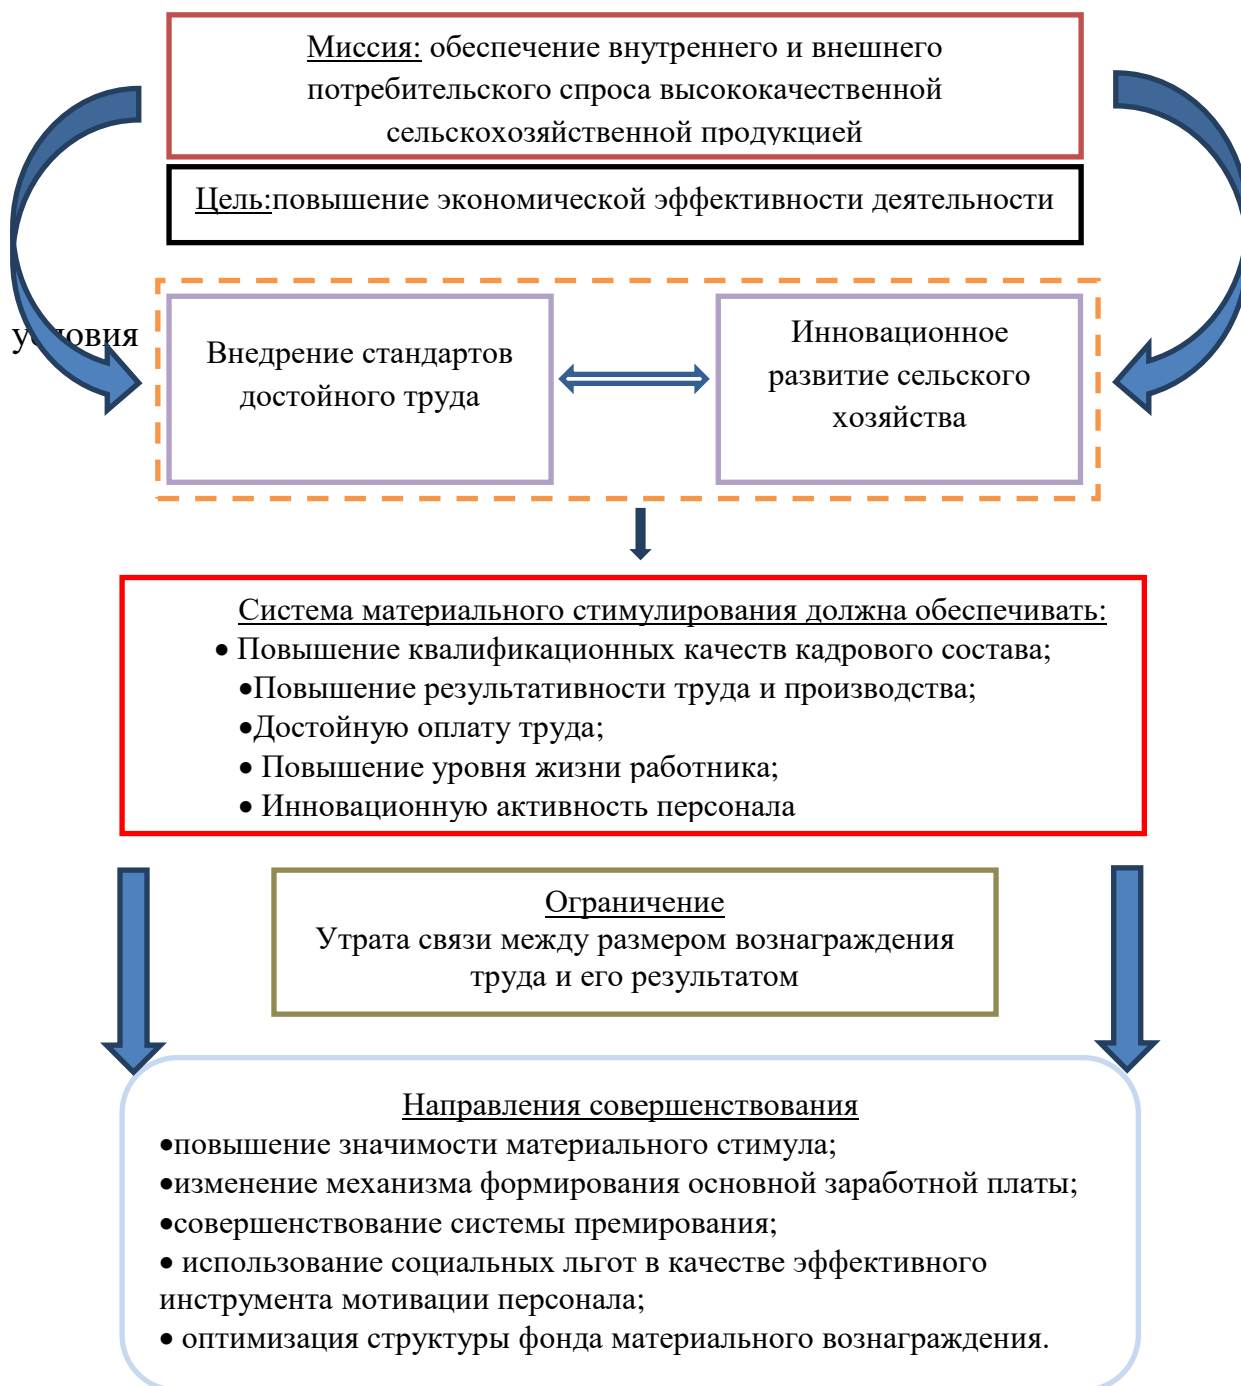 Миссия: обеспечение внутреннего и внешнего
потребительского спроса высококачественной
сельскохозяйственной продукцией
Цель:повышение экономической эффективности деятельности
условия
Внедрение стандартов
достойного труда
Инновационное
развитие сельского
хозяйства
Система материального стимулирования должна обеспечивать:
• Повышение квалификационных качеств кадрового состава;
•Повышение результативности труда и производства;
•Достойную оплату труда;
• Повышение уровня жизни работника;
• Инновационную активность персонала
Ограничение
Утрата связи между размером вознаграждения
труда и его результатом
Направления совершенствования
•повышение значимости материального стимула;
•изменение механизма формирования основной заработной платы;
•совершенствование системы премирования;
• использование социальных льгот в качестве эффективного
инструмента мотивации персонала;
• оптимизация структуры фонда материального вознаграждения.